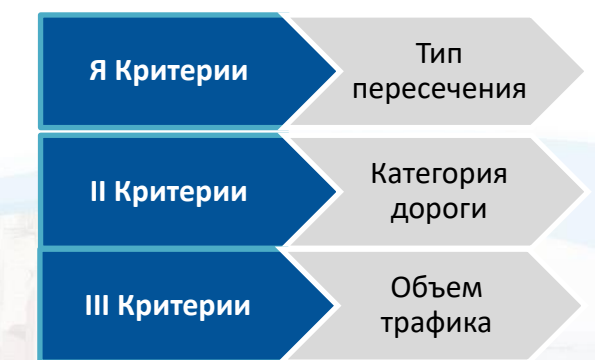 Я Критерии
Тип
пересечения
II Критерии
Категория
дороги
III Критерии
Объем
трафика